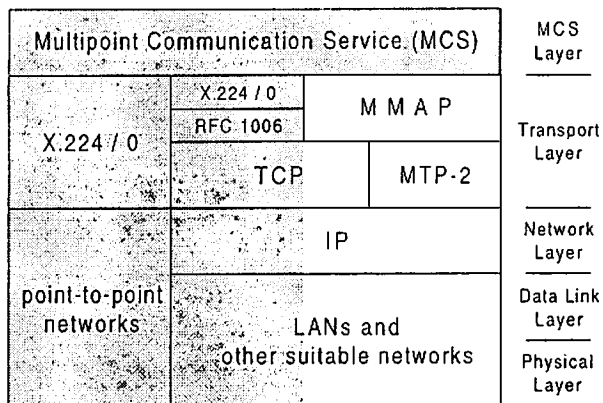 Multipoint Communication Service (MCS)
MCS
Layer
X.224 / 0
X.224 / 0
RFC 1006
MMAP
TCP
MTP-2
Transport
Layer
IP
Network
Layer
point-to-point
networks
LANs and
other suitable networks
Data Link
Layer
Physical
Layer